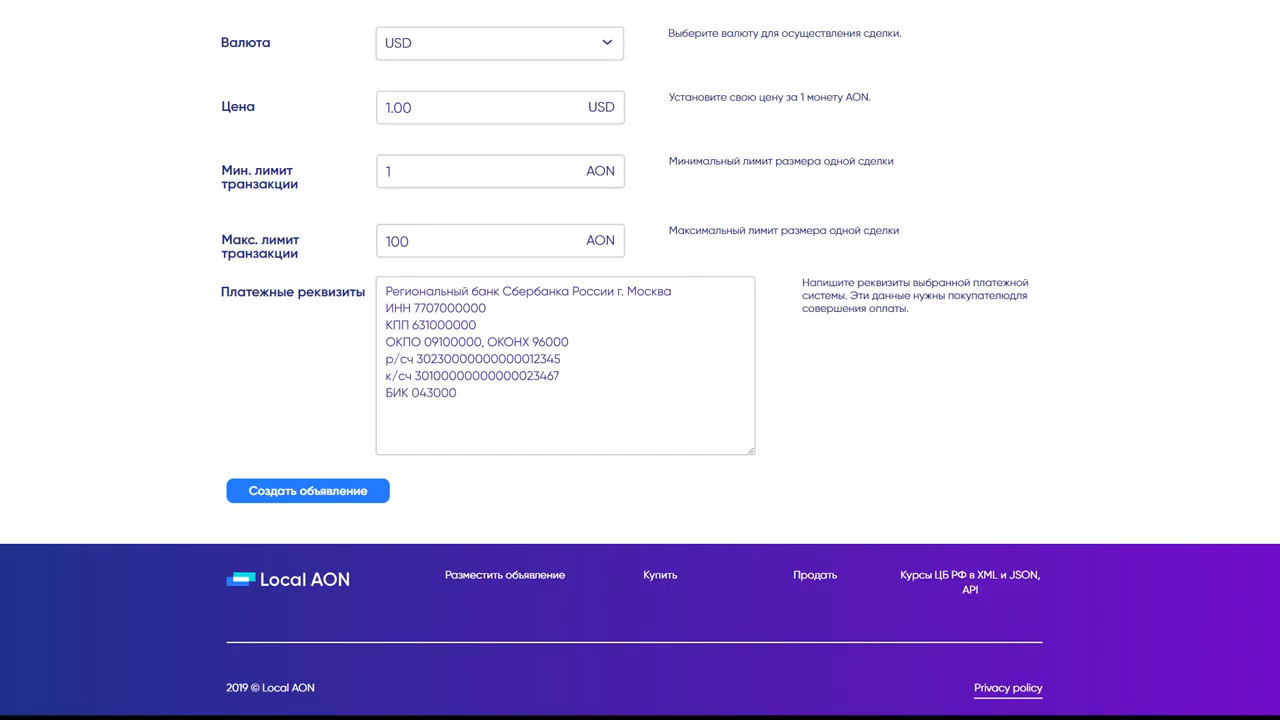 Валюта
USD
Выберите валюту для осуществления сделки.
Цена
1.00 USD
Установите свою цену за 1 монету AON.
Мин. лимит
транзакции
1 AON
Минимальный лимит размера одной сделки
Макс. лимит
транзакции
100 AON
Максимальный лимит размера одной сделки
Платежные реквизиты
Региональный банк Сбербанка России г. Москва
ИНН 7707000000
КПП 631000000
ОКПО 09100000, ОКОНХ 96000
р/сч 30230000000000012345
к/сч 30100000000000023467
БИК 043000
Напишите реквизиты выбранной платежной
системы. Эти данные нужны покупателюдля
совершения оплаты.
Создать объявление
Local AON
Разместить объявление
Купить
Продать
Курсы ЦБ РФ в XML и JSON,
API
2019 © Local AON
Privacy policy